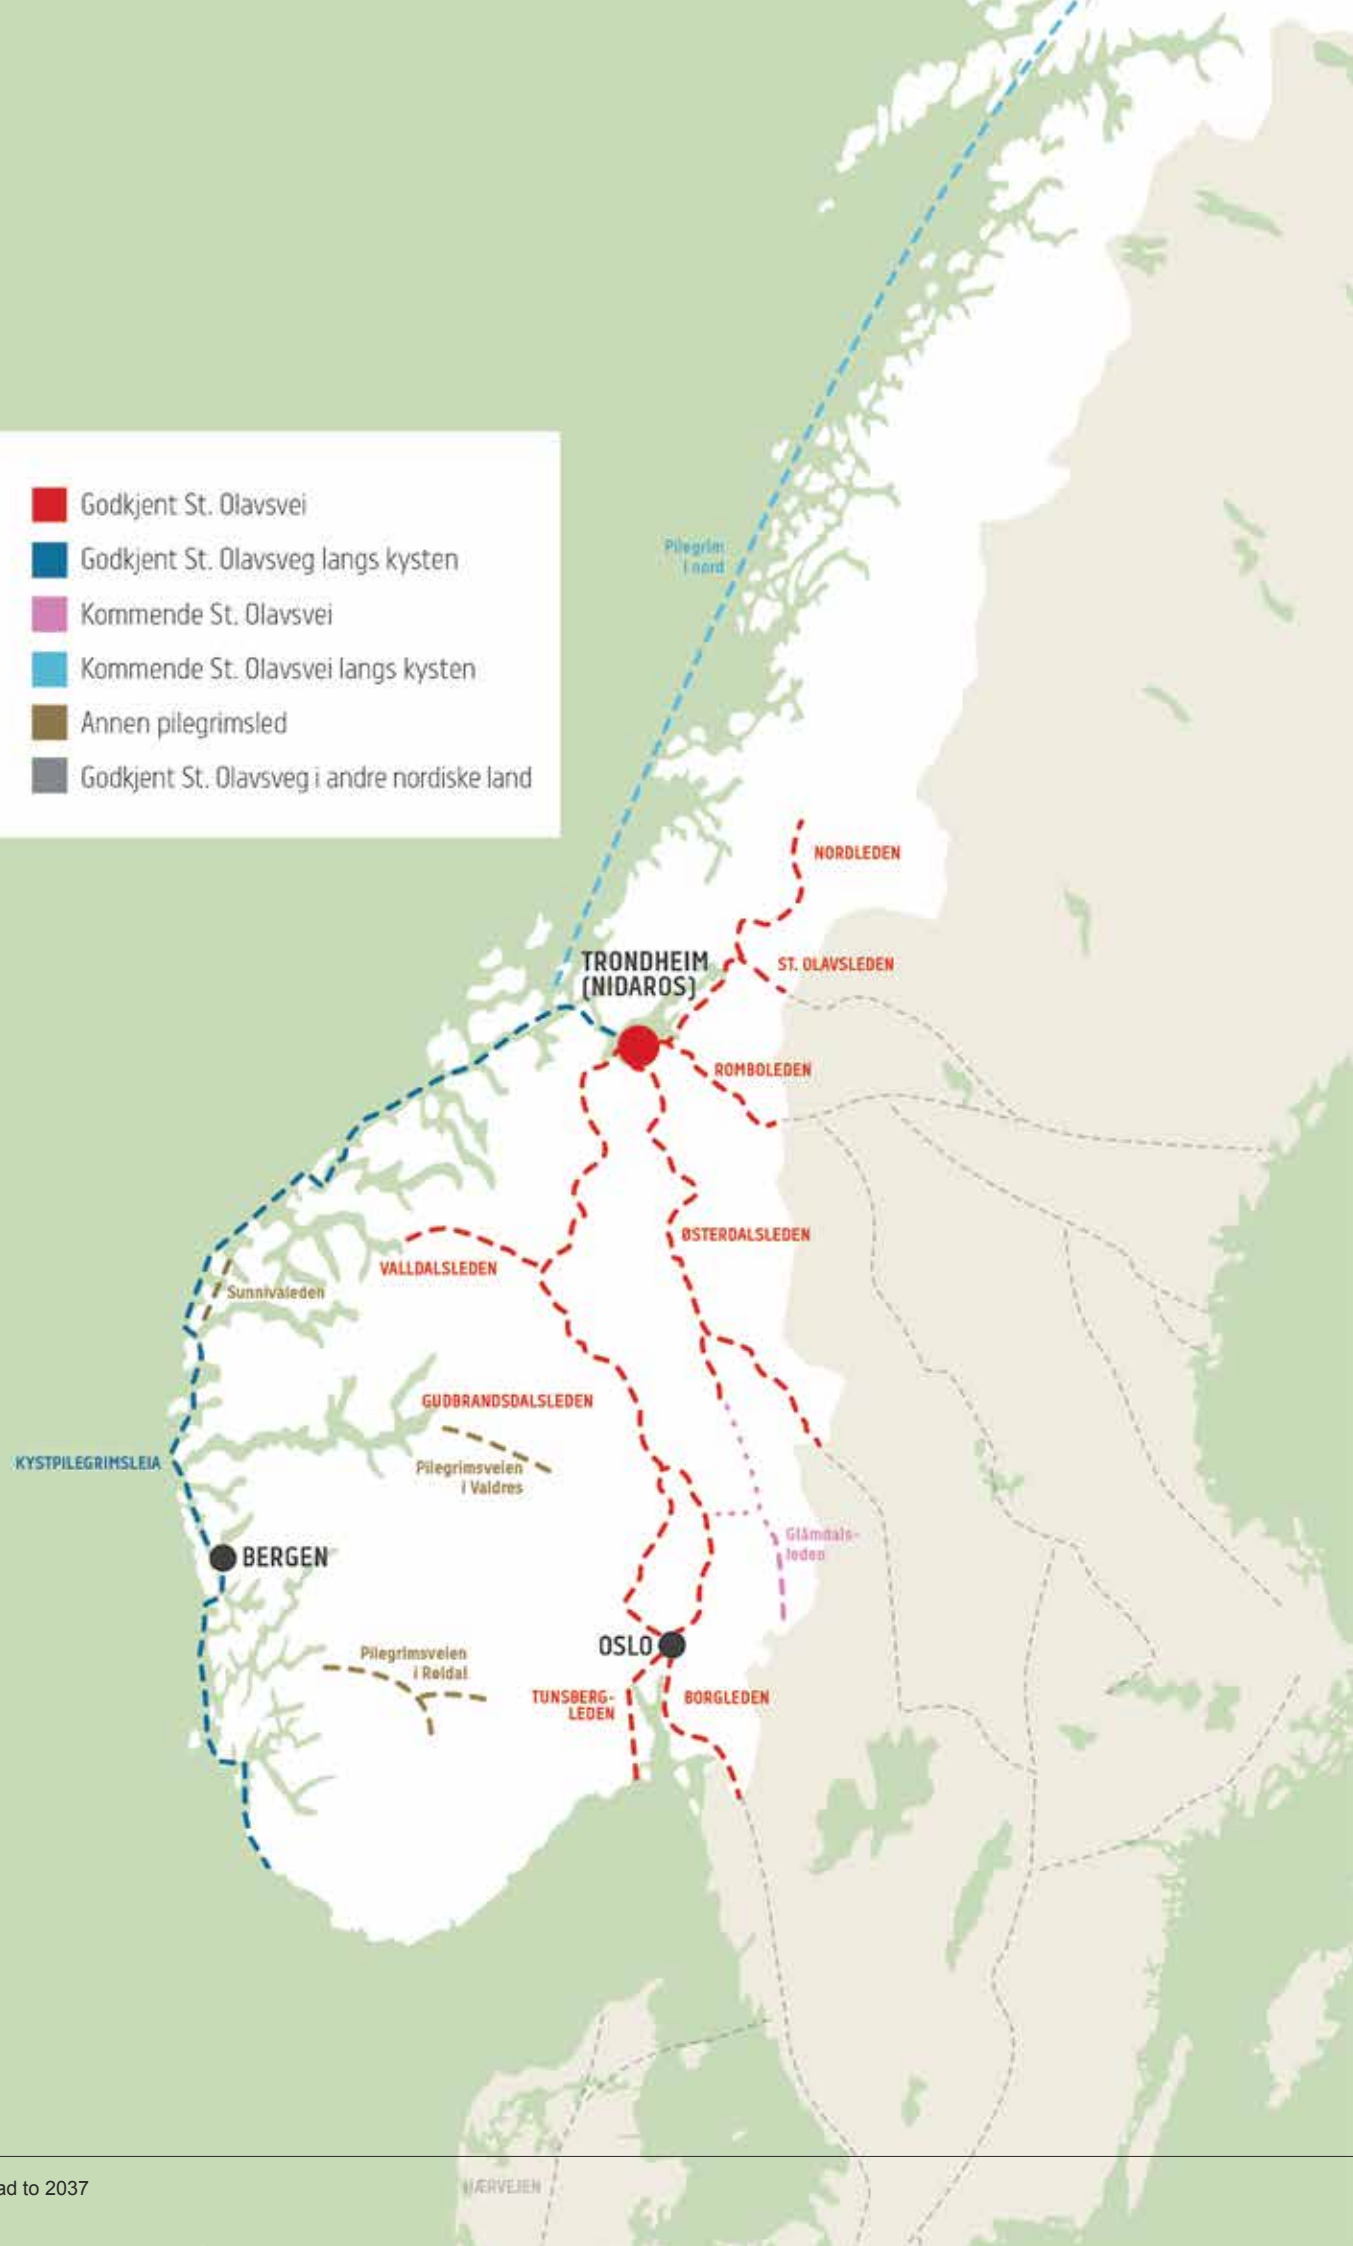 Godkjent St. Olavsvei
Godkjent St. Olavsveg langs kysten
Kommende St. Olavsvei
Kommende St. Olavsvei langs kysten
Annen pilegrimsled
Godkjent St. Olavsveg i andre nordiske land
Pilegrim
i nord
NORDLEDEN
TRONDHEIM
(NIDAROS)
ST. OLAVSLEDEN
ROMBOLEDEN
ØSTERDALSLEDEN
VALLDALSLEDEN
Sunnivaleden
GUDBRANDSDALSLEDEN
KYSTPILEGRIMSLEIA
Pilegrimsveien
i Valdres
Glåmdals-
leden
BERGEN
OSLO
Pilegrimsveien
i Røldal
TUNSBERG-
LEDEN
BORGLEDEN
ad to 2037
HÆRVEJEN